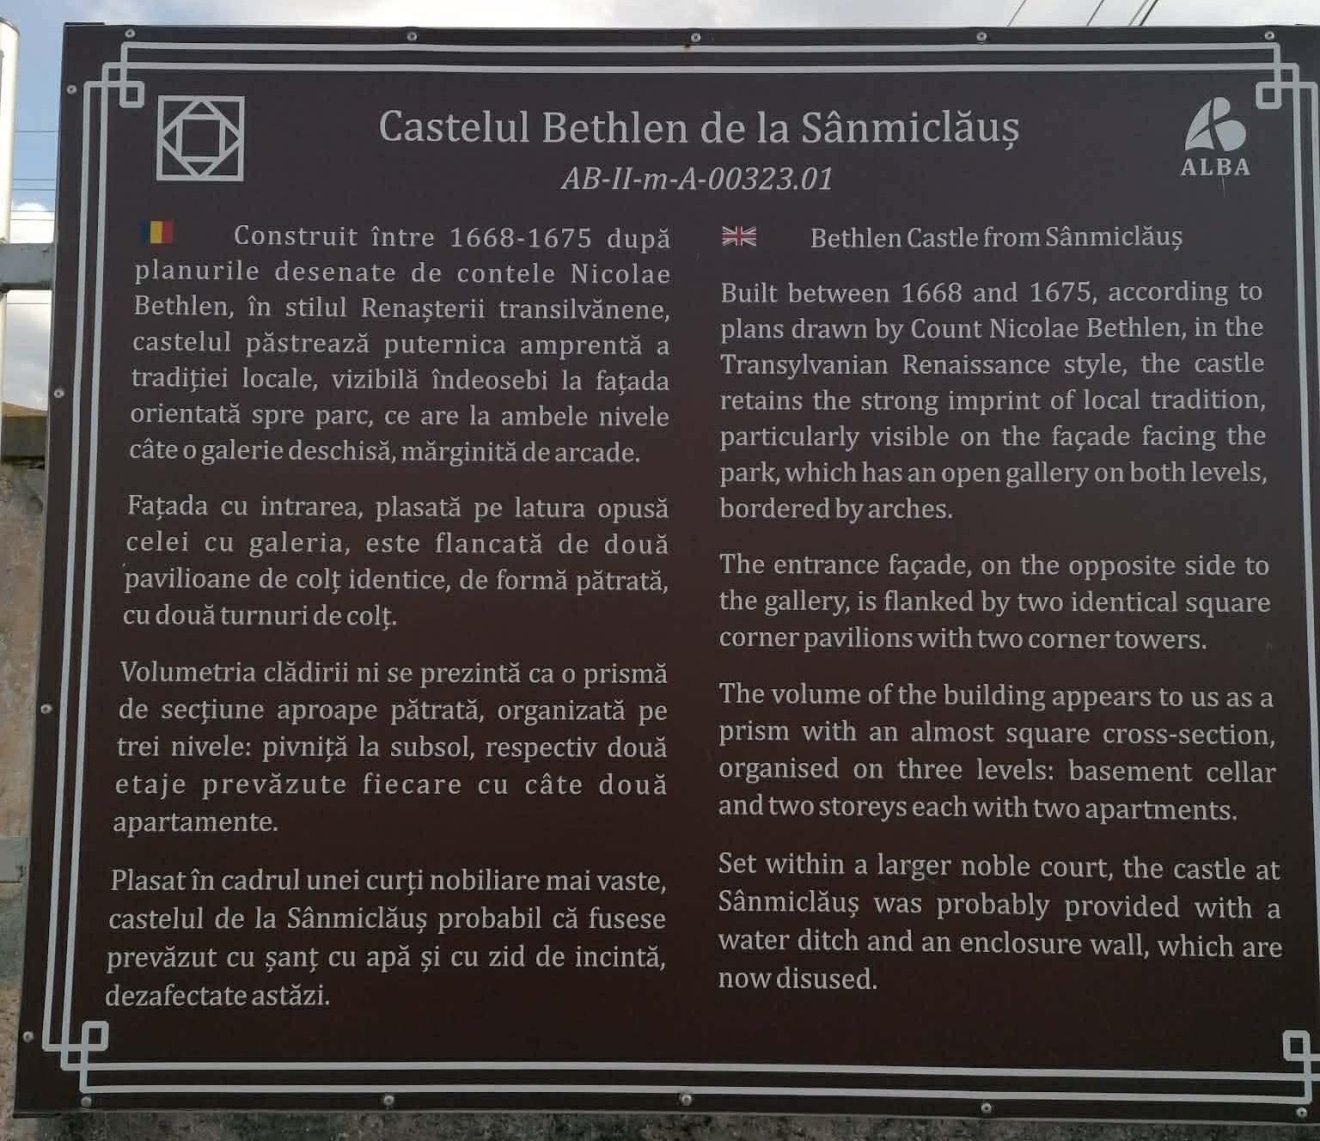 Castelul Bethlen de la Sânmiclăuș
AB-II-m-A-00323.01
ALBA
Construit între 1668-1675 după
planurile desenate de contele Nicolae
Bethlen, în stilul Renașterii transilvănene,
castelul păstrează puternica amprentă a
tradiției locale, vizibilă îndeosebi la fațada
orientată spre parc, ce are la ambele nivele
câte o galerie deschisă, mărginită de arcade.
Fațada cu intrarea, plasată pe latura opusă
celei cu galeria, este flancată de două
pavilioane de colț identice, de formă pătrată,
cu două turnuri de colț.
Volumetria clădirii ni se prezintă ca o prismă
de secțiune aproape pătrată, organizată pe
trei nivele: pivniță la subsol, respectiv două
etaje prevăzute fiecare cu câte două
apartamente.
Plasat în cadrul unei curți nobiliare mai vaste,
castelul de la Sânmiclăuș probabil că fusese
prevăzut cu șanț cu apă și cu zid de incintă,
dezafectate astăzi.
Bethlen Castle from Sânmiclăuș
Built between 1668 and 1675, according to
plans drawn by Count Nicolae Bethlen, in the
Transylvanian Renaissance style, the castle
retains the strong imprint of local tradition,
particularly visible on the façade facing the
park, which has an open gallery on both levels,
bordered by arches.
The entrance façade, on the opposite side to
the gallery, is flanked by two identical square
corner pavilions with two corner towers.
The volume of the building appears to us as a
prism with an almost square cross-section,
organised on three levels: basement cellar
and two storeys each with two apartments.
Set within a larger noble court, the castle at
Sânmiclăuș was probably provided with a
water ditch and an enclosure wall, which are
now disused.